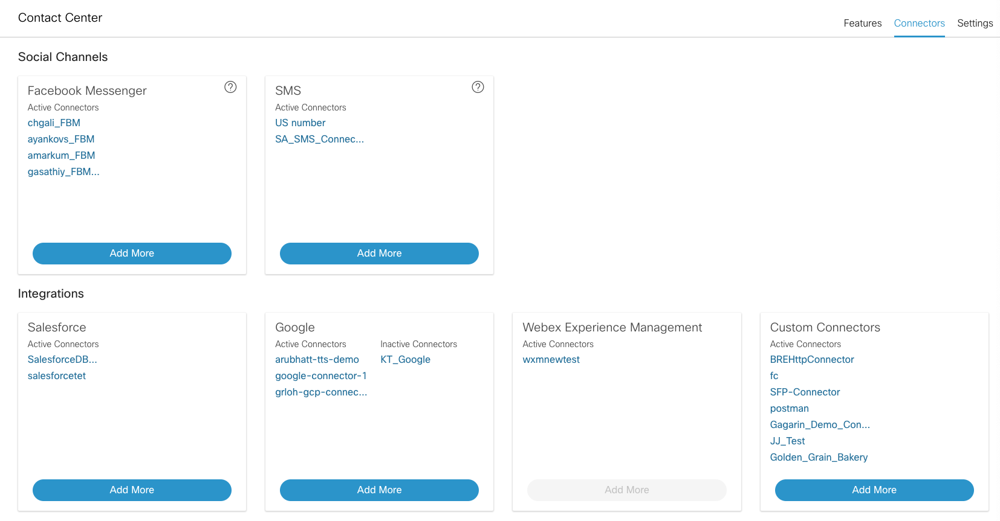 Contact Center
Features
Connectors
Settings
Social Channels
Facebook Messenger
Active Connectors
chgali_FBM
ayankovs_FBM
amarkum_FBM
gasathiy_FBM...
Add More
SMS
Active Connectors
US number
SA_SMS_Connec...
Add More
Integrations
Salesforce
Active Connectors
SalesforceDB...
salesforcetet
Add More
Google
Active Connectors
arubhatt-tts-demo
google-connector-1
grloh-gcp-connec...
Inactive Connectors
KT_Google
Add More
Webex Experience Management
Active Connectors
wxmnewtest
Add More
Custom Connectors
Active Connectors
BREHttpConnector
fc
SFP-Connector
postman
Gagarin_Demo_Con...
JJ_Test
Golden_Grain_Bakery
Add More